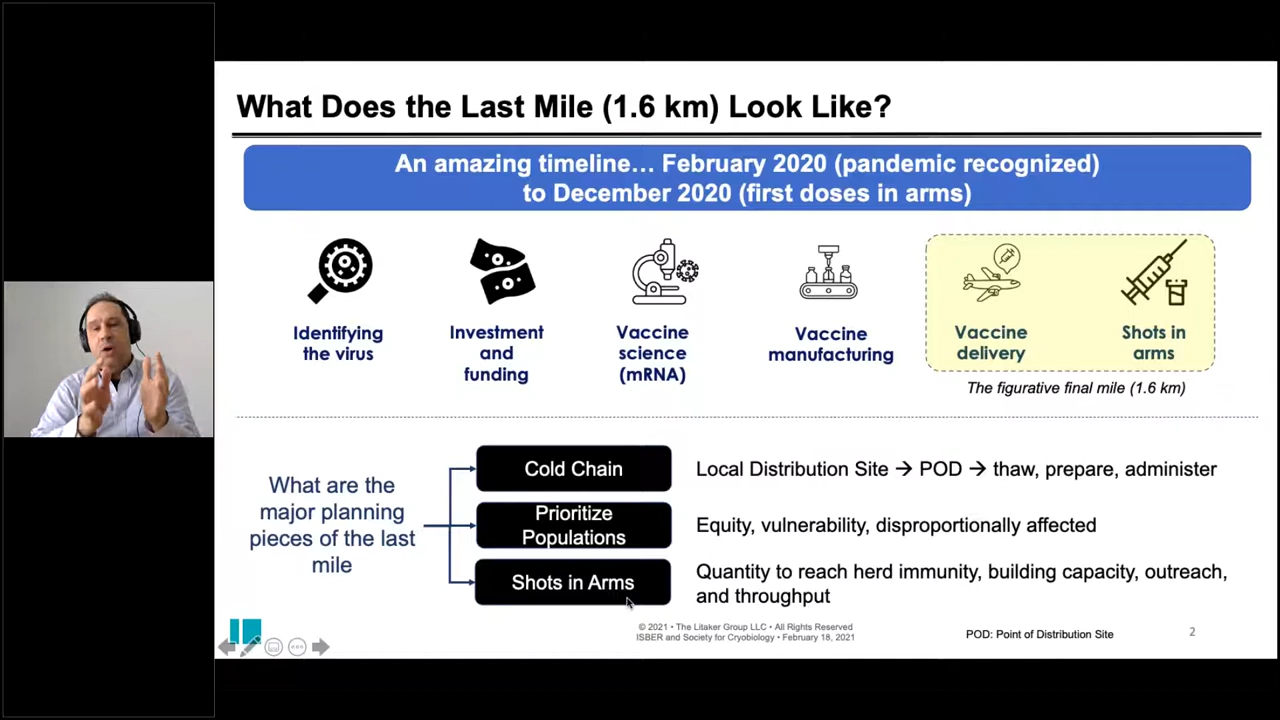 What Does the Last Mile (1.6 km) Look Like?
An amazing timeline... February 2020 (pandemic recognized)
to December 2020 (first doses in arms)
Identifying
the virus
Investment
and
funding
Vaccine
science
(mRNA)
Vaccine
manufacturing
Vaccine
delivery
Shots in
arms
The figurative final mile (1.6 km)
What are the
major planning
pieces of the last
mile
Cold Chain
Local Distribution Site → POD → thaw, prepare, administer
Prioritize
Populations
Equity, vulnerability, disproportionally affected
Shots in Arms
Quantity to reach herd immunity, building capacity, outreach,
and throughput
© 2021 • The Litaker Group LLC • All Rights Reserved
ISBER and Society for Cryobiology • February 18, 2021
POD: Point of Distribution Site
2